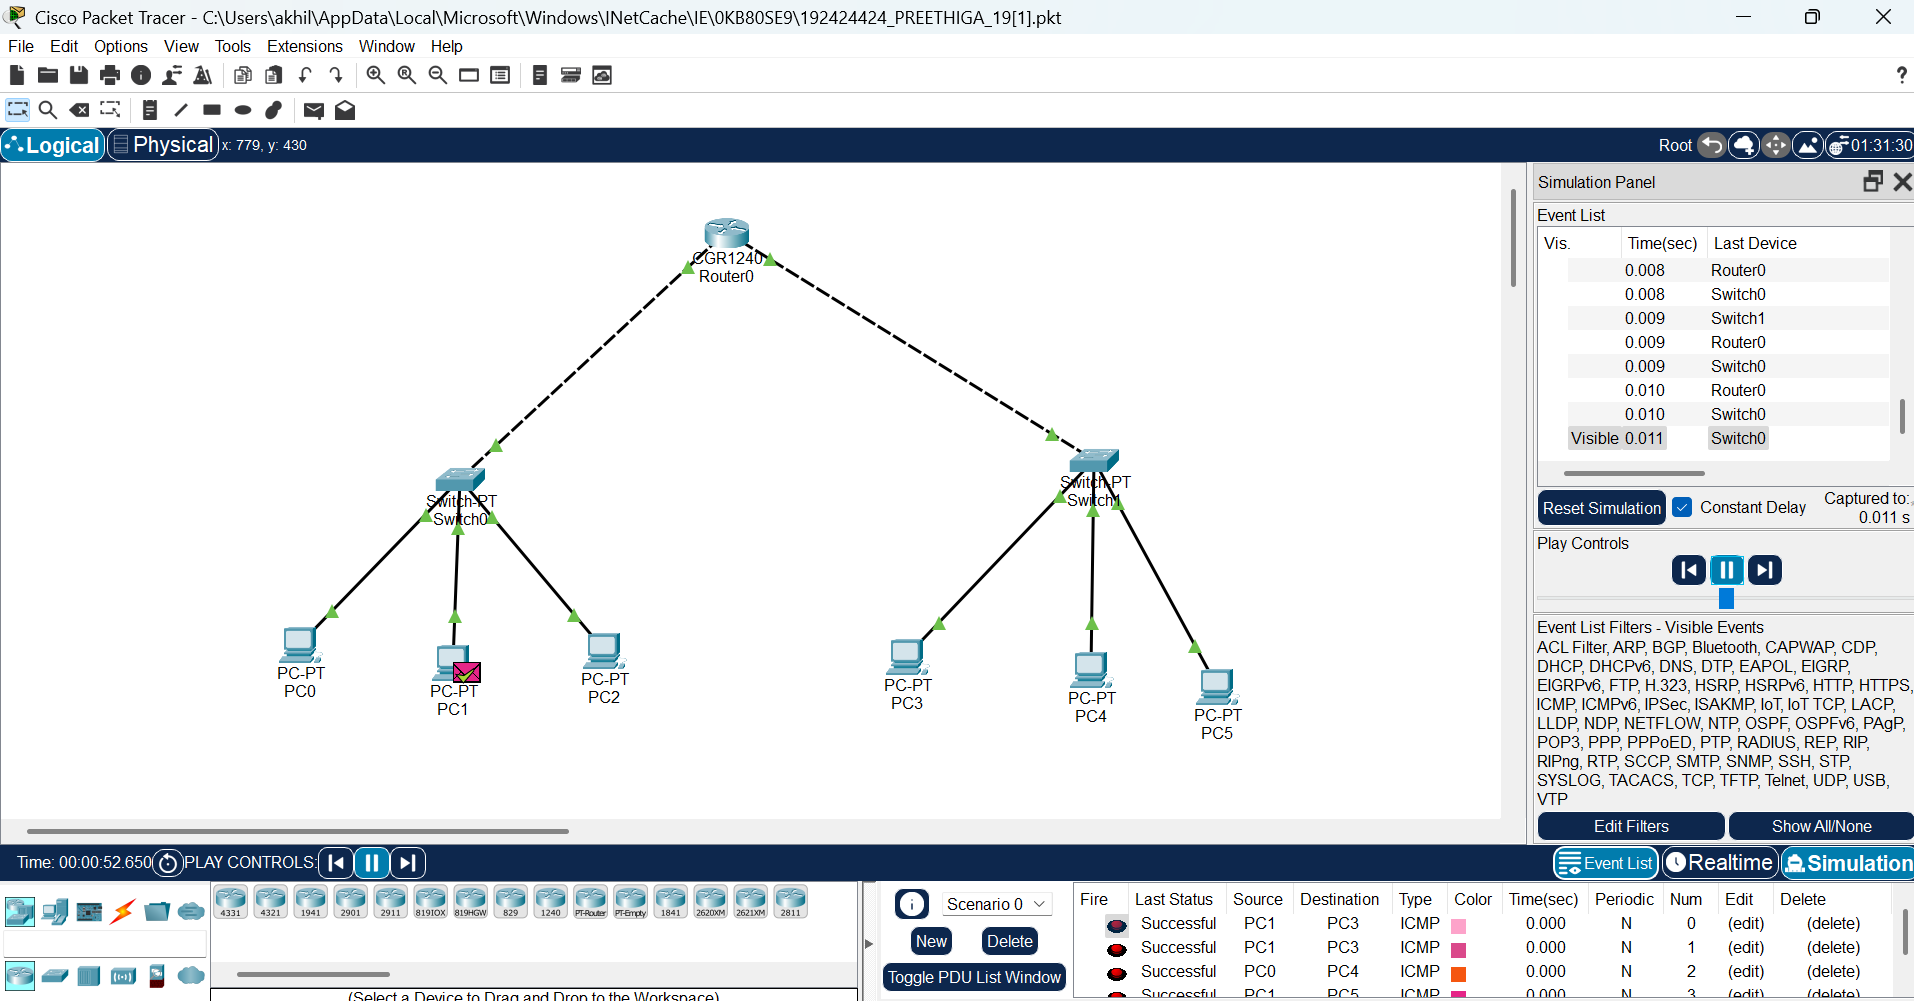 Cisco Packet Tracer - C:\Users\akhil\AppData\Local\Microsoft\Windows\INetCache\IE\0KB80SE9\192424424_PREETHIGA_19[1].pkt
File Edit Options View Tools Extensions Window Help
?
Logical Physical x: 779, y: 430 Root 01:31:30
CGR1240
Router0
Switch-PT
Switch0
Switch-PT
Switch1
PC-PT
PC0
PC-PT
PC1
PC-PT
PC2
PC-PT
PC3
PC-PT
PC4
PC-PT
PC5
Simulation Panel
Event List
Vis. Time(sec) Last Device
0.008 Router0
0.008 Switch0
0.009 Switch1
0.009 Router0
0.009 Switch0
0.010 Router0
0.010 Switch0
Visible 0.011 Switch0
Reset Simulation Constant Delay Captured to:
0.011 s
Play Controls
Event List Filters - Visible Events
ACL Filter, ARP, BGP, Bluetooth, CAPWAP, CDP,
DHCP, DHCPv6, DNS, DTP, EAPOL, EIGRP,
EIGRPv6, FTP, H.323, HSRP, HSRPv6, HTTP, HTTPS,
ICMP, ICMPv6, IPSec, ISAKMP, IoT, IoT TCP, LACP,
LLDP, NDP, NETFLOW, NTP, OSPF, OSPFv6, PAgP,
POP3, PPP, PPPoED, PTP, RADIUS, REP, RIP,
RIPng, RTP, SCCP, SMTP, SNMP, SSH, STP,
SYSLOG, TACACS, TCP, TFTP, Telnet, UDP, USB,
VTP
Edit Filters Show All/None
Time: 00:00:52.650 PLAY CONTROLS: Event List Realtime Simulation
4331 4321 1941 2901 2911 819IOX 819HGW 829 1240 PT-Router PT-Empty 1841 2620XM 2621XM 2811
(Select a Device to Drag and Drop to the Workspace)
Scenario 0
New Delete
Toggle PDU List Window
Fire Last Status Source Destination Type Color Time(sec) Periodic Num Edit Delete
Successful PC1 PC3 ICMP 0.000 N 0 (edit) (delete)
Successful PC1 PC3 ICMP 0.000 N 1 (edit) (delete)
Successful PC0 PC4 ICMP 0.000 N 2 (edit) (delete)
Successful PC1 PC5 ICMP 0.000 N 3 (edit) (delete)